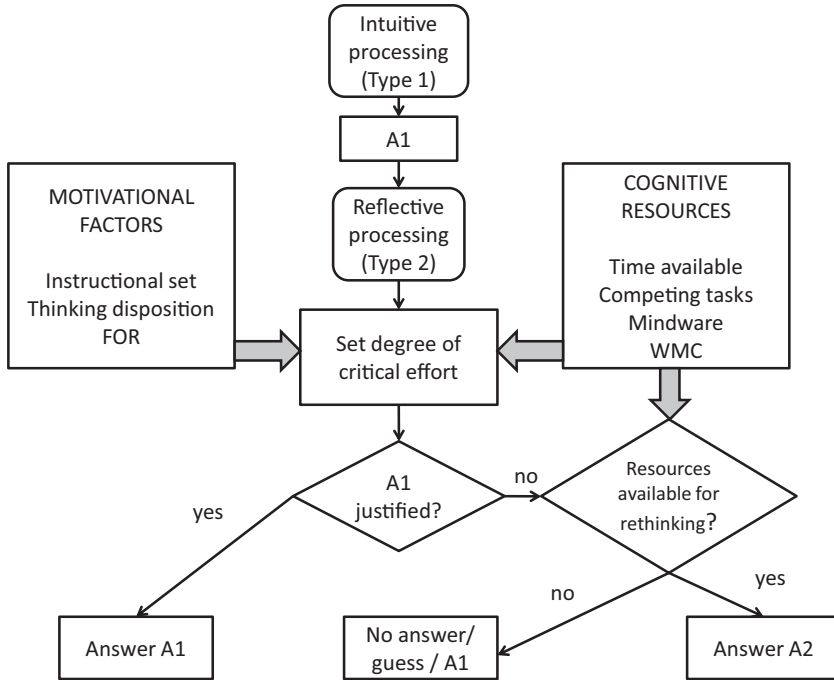 Intuitive
processing
(Type 1)
A1
MOTIVATIONAL
FACTORS
Instructional set
Thinking disposition
FOR
Reflective
processing
(Type 2)
COGNITIVE
RESOURCES
Time available
Competing tasks
Mindware
WMC
Set degree of
critical effort
A1
justified?
yes
no
Resources
available for
rethinking?
no
yes
Answer A1
No answer/
guess / A1
Answer A2